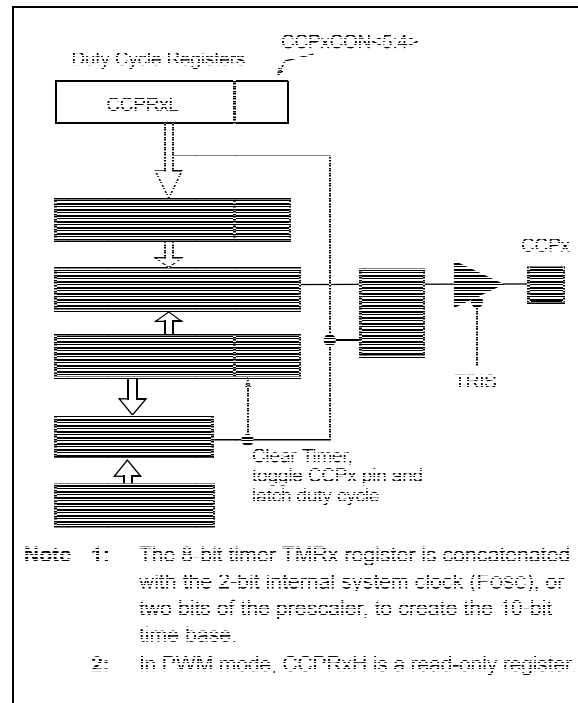 CCPxCON<5:4>
Duty Cycle Registers
CCPRxL
CCPx
TRIS
Clear Timer,
toggle CCPx pin and
latch duty cycle
Note 1: The 8-bit timer TMRx register is concatenated
with the 2-bit internal system clock (FOSC), or
two bits of the prescaler, to create the 10-bit
time base.
2: In PWM mode, CCPRxH is a read-only register.